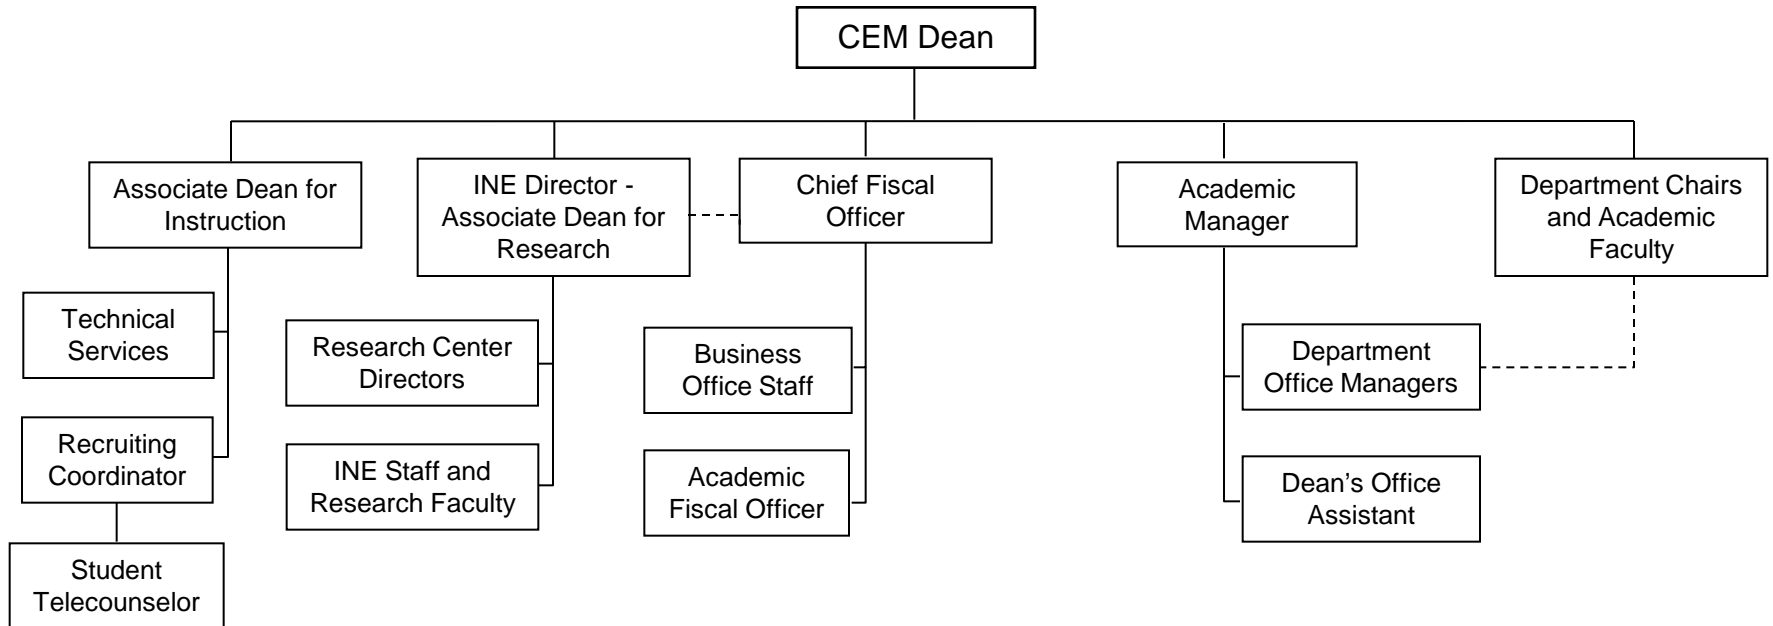 CEM Dean
Associate Dean for
Instruction
INE Director -
Associate Dean for
Research
Chief Fiscal
Officer
Academic
Manager
Department Chairs
and Academic
Faculty
Technical
Services
Research Center
Directors
Business
Office Staff
Department
Office Managers
Recruiting
Coordinator
INE Staff and
Research Faculty
Academic
Fiscal Officer
Dean’s Office
Assistant
Student
Telecounselor